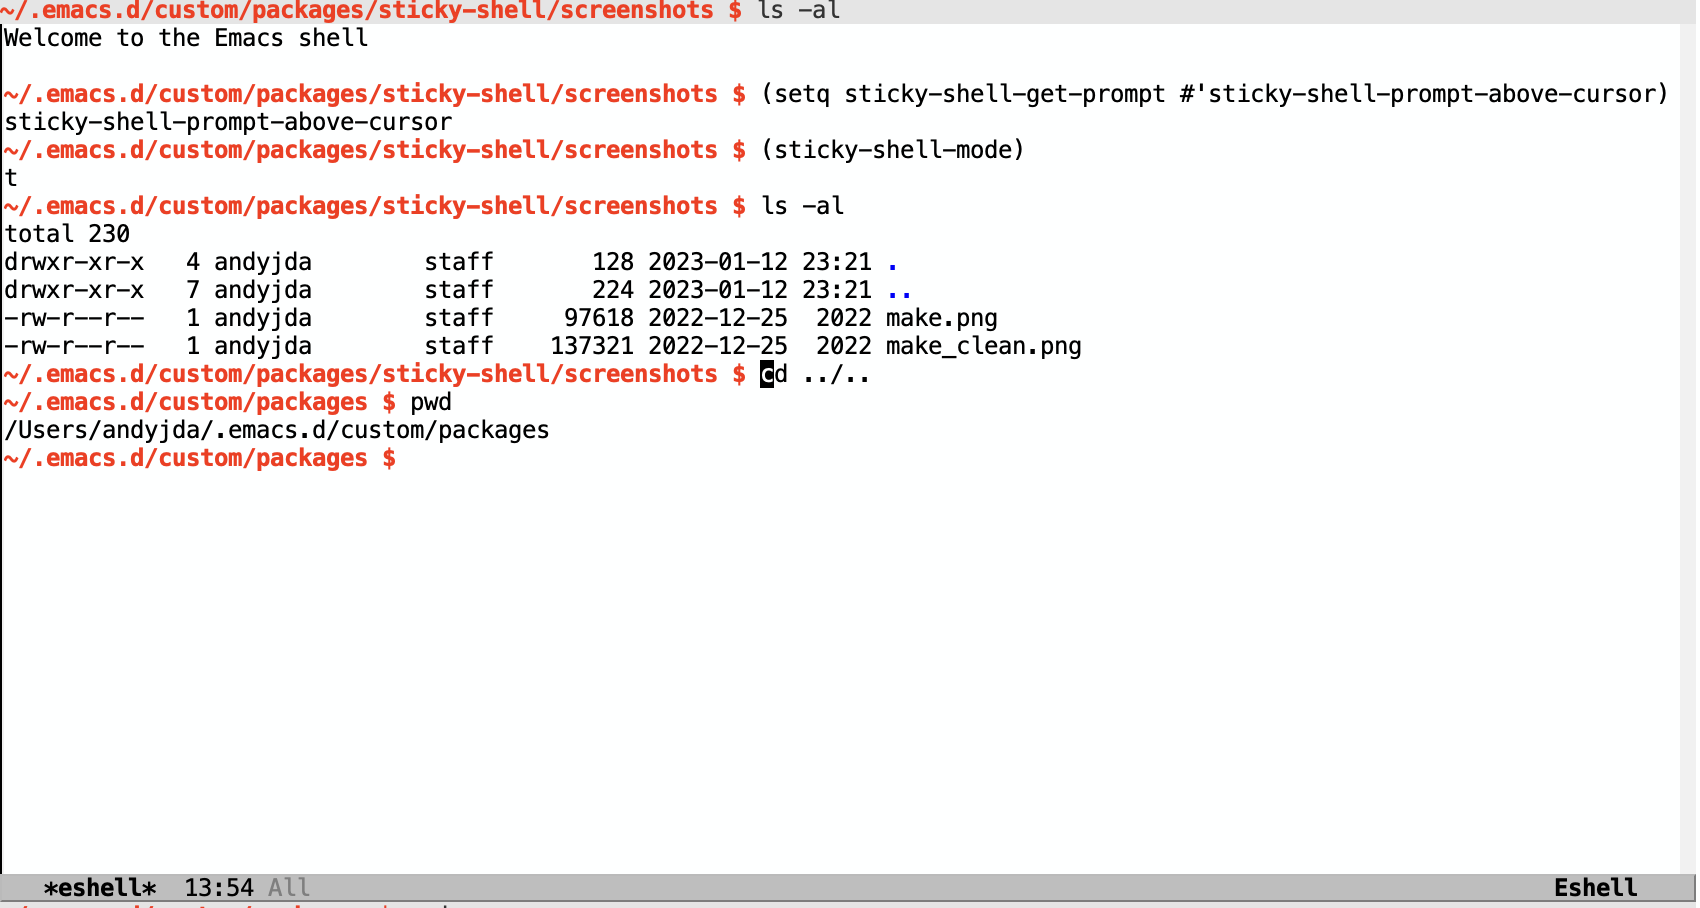 ~/.emacs.d/custom/packages/sticky-shell/screenshots $ ls -al
Welcome to the Emacs shell
~/.emacs.d/custom/packages/sticky-shell/screenshots $ (setq sticky-shell-get-prompt #'sticky-shell-prompt-above-cursor)
sticky-shell-prompt-above-cursor
~/.emacs.d/custom/packages/sticky-shell/screenshots $ (sticky-shell-mode)
t
~/.emacs.d/custom/packages/sticky-shell/screenshots $ ls -al
total 230
drwxr-xr-x   4 andyjda        staff       128 2023-01-12 23:21 .
drwxr-xr-x   7 andyjda        staff       224 2023-01-12 23:21 ..
-rw-r--r--   1 andyjda        staff     97618 2022-12-25  2022 make.png
-rw-r--r--   1 andyjda        staff    137321 2022-12-25  2022 make_clean.png
~/.emacs.d/custom/packages/sticky-shell/screenshots $ cd ../..
~/.emacs.d/custom/packages $ pwd
/Users/andyjda/.emacs.d/custom/packages
~/.emacs.d/custom/packages $
*eshell*  13:54 All Eshell